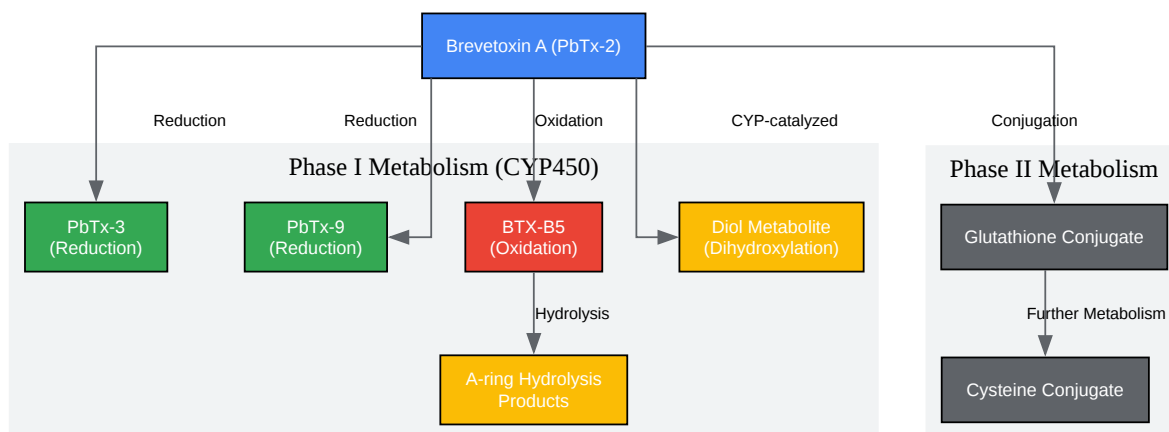 Brevetoxin A (PbTx-2)
Reduction
Reduction
Oxidation
CYP-catalyzed
Conjugation
Phase I Metabolism (CYP450)
Phase II Metabolism
PbTx-3
(Reduction)
PbTx-9
(Reduction)
BTX-B5
(Oxidation)
Diol Metabolite
(Dihydroxylation)
Glutathione Conjugate
Hydrolysis
Further Metabolism
A-ring Hydrolysis
Products
Cysteine Conjugate